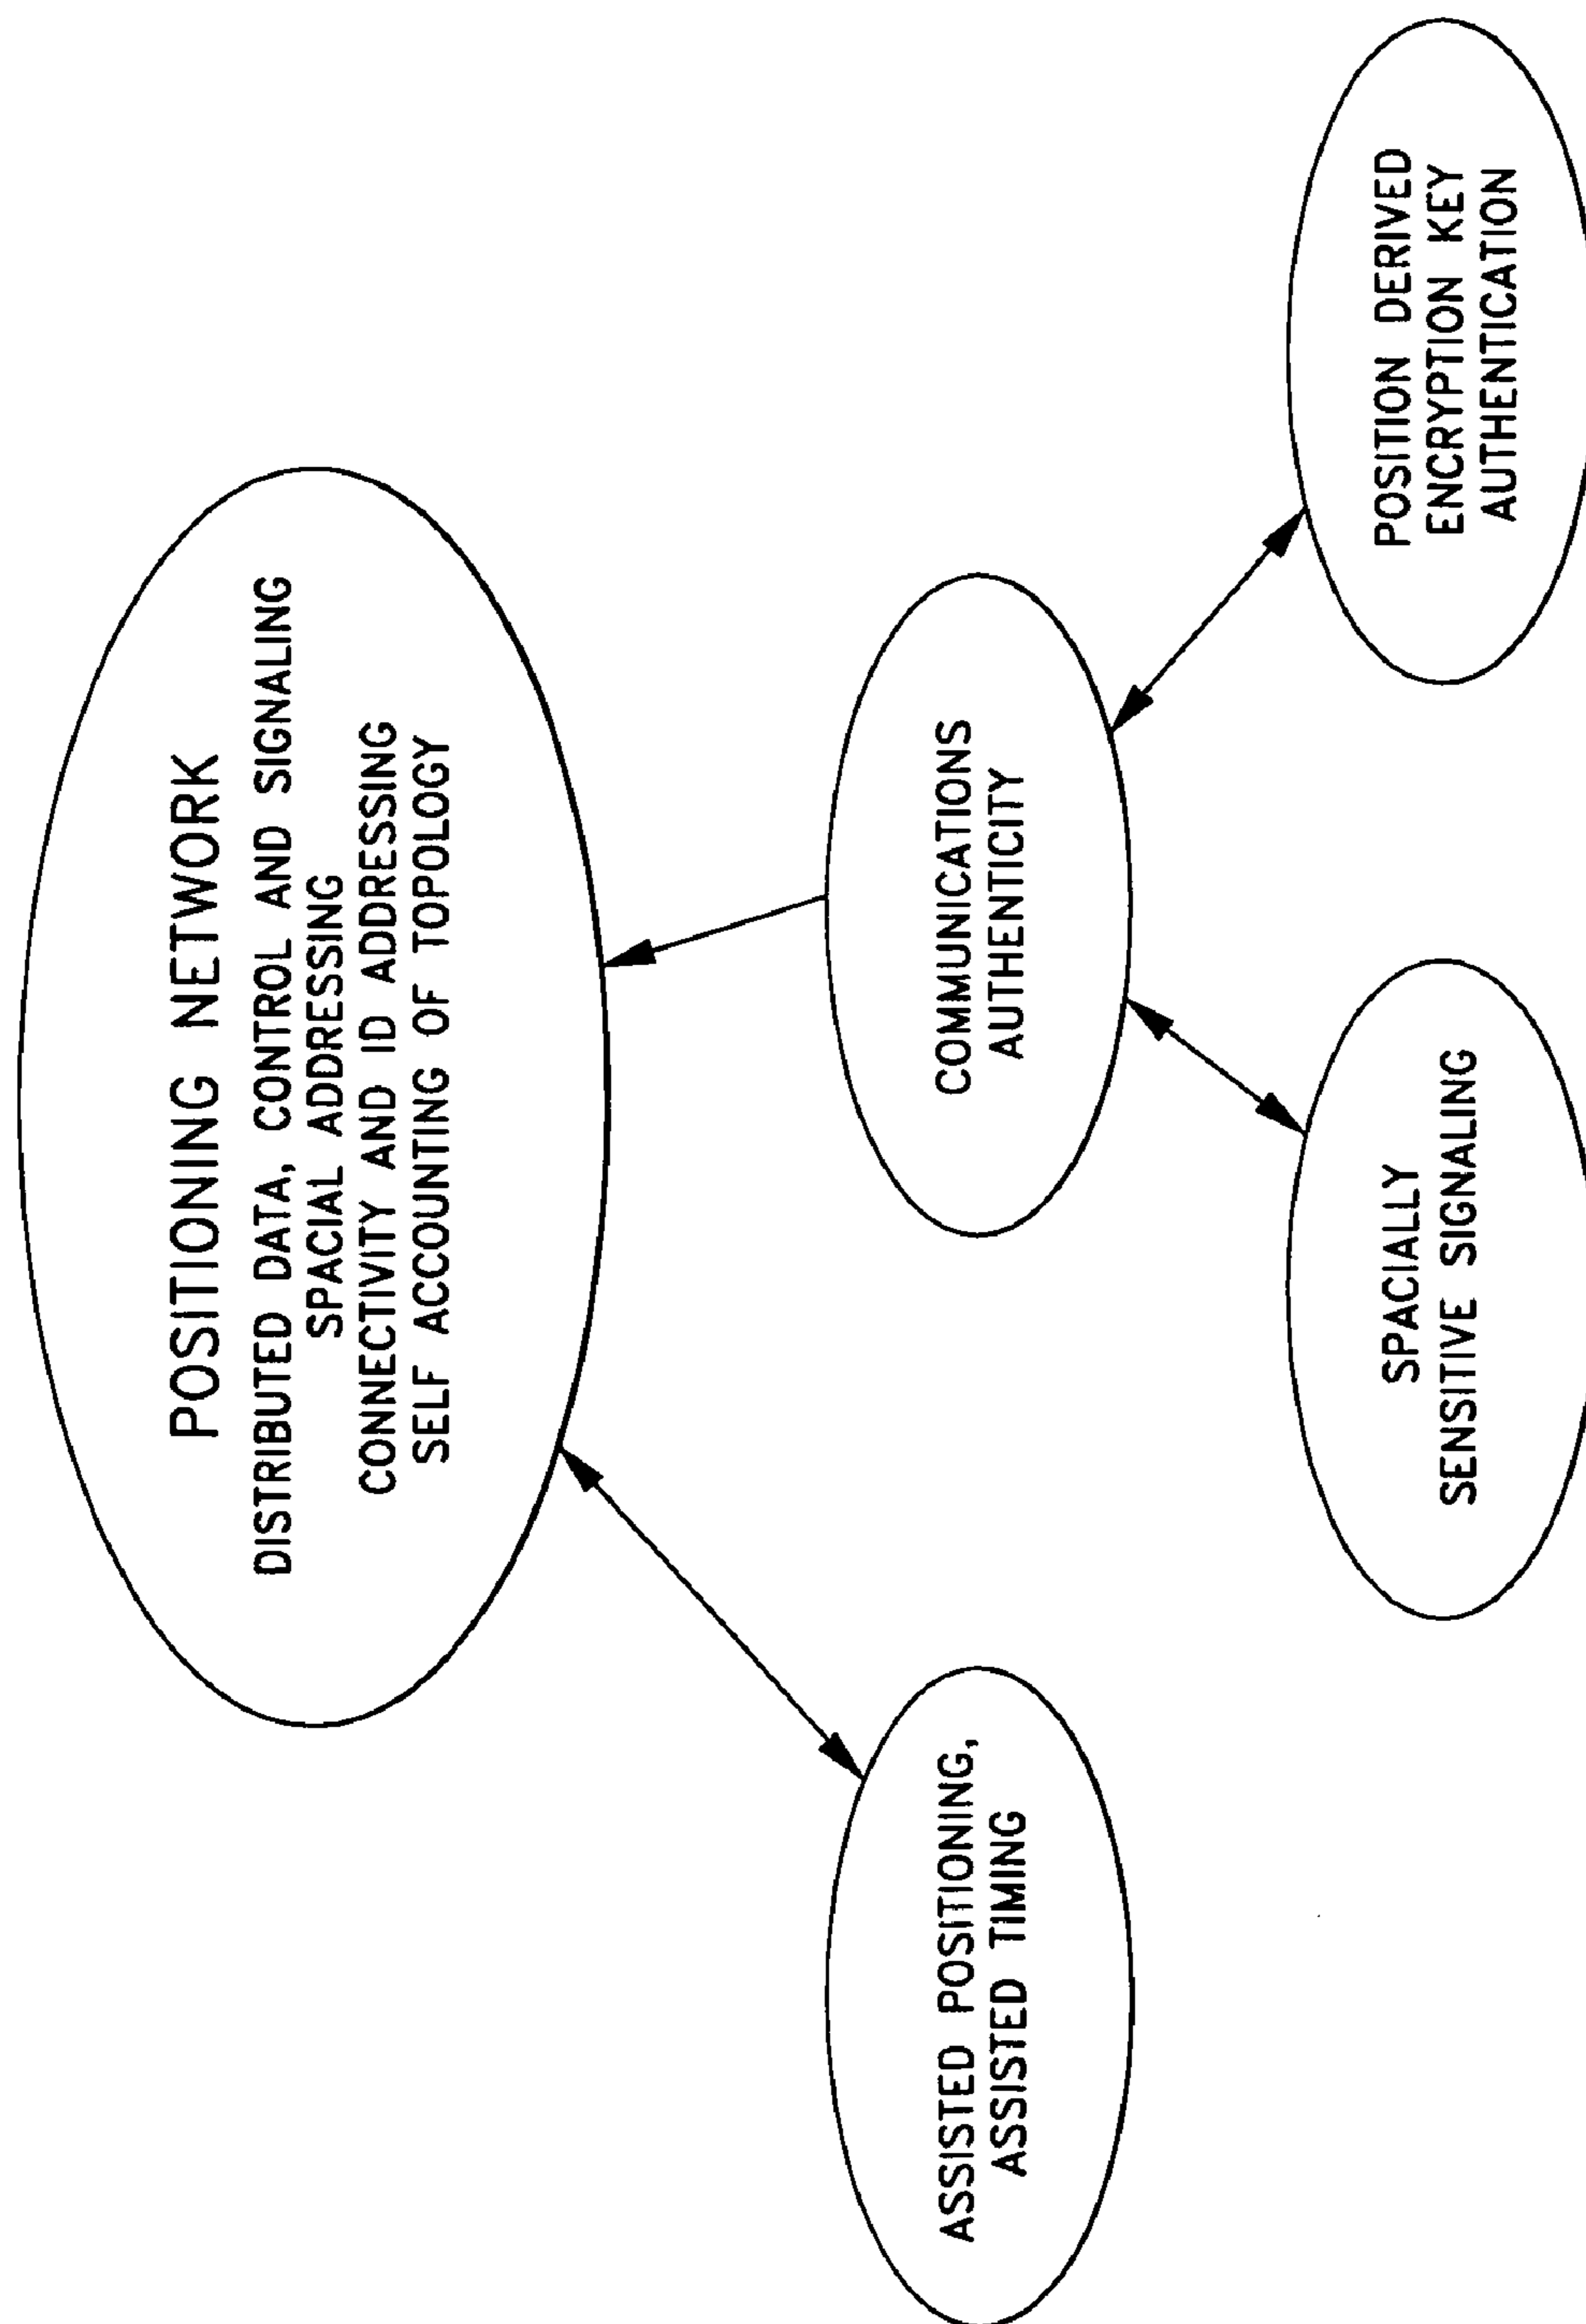 POSITIONING NETWORK
DISTRIBUTED DATA, CONTROL AND SIGNALING
SPACIAL ADDRESSING
CONNECTIVITY AND ID ADDRESSING
SELF ACCOUNTING OF TOPOLOGY
ASSISTED POSITIONING,
ASSISTED TIMING
COMMUNICATIONS
AUTHENTICITY
SPACIALLY
SENSITIVE SIGNALING
POSITION DERIVED
ENCRYPTION KEY
AUTHENTICATION